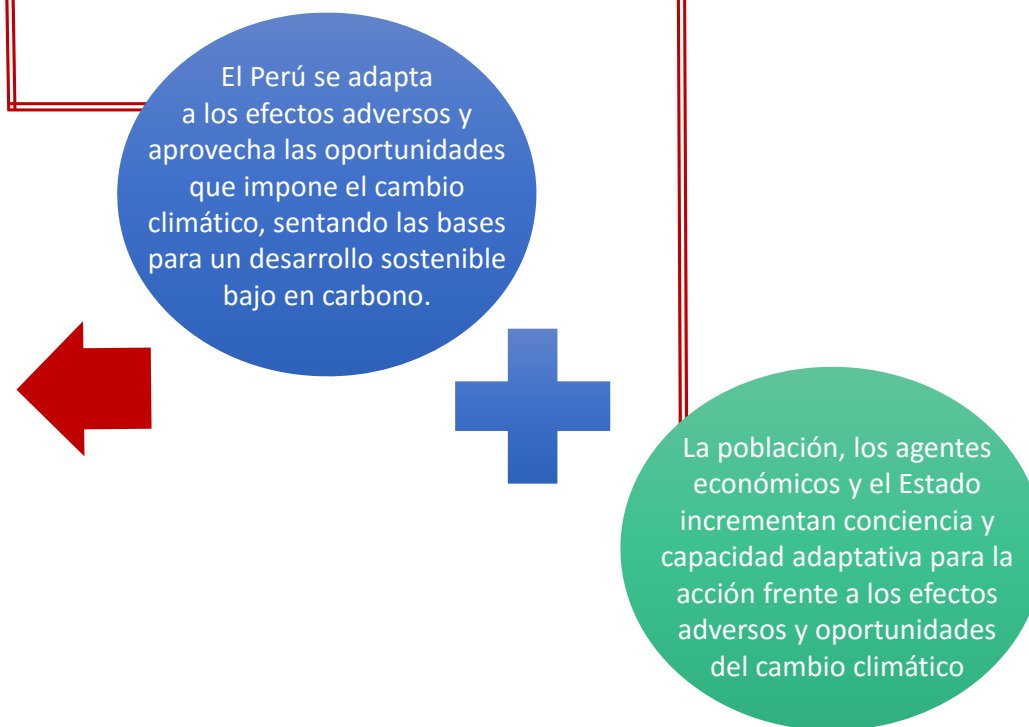 El Perú se adapta
a los efectos adversos y
aprovecha las oportunidades
que impone el cambio
climático, sentando las bases
para un desarrollo sostenible
bajo en carbono.
La población, los agentes
económicos y el Estado
incrementan conciencia y
capacidad adaptativa para la
acción frente a los efectos
adversos y oportunidades
del cambio climático